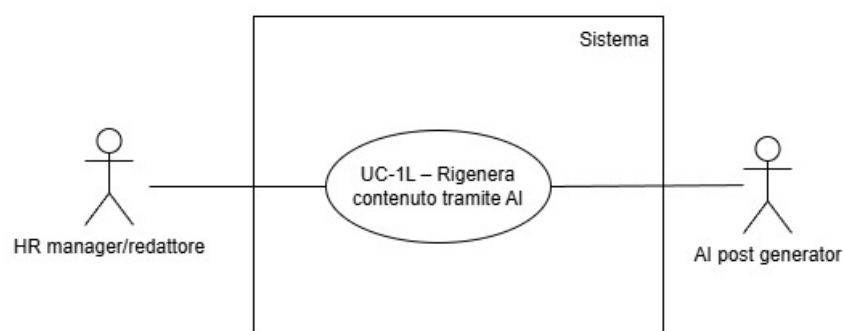 Sistema
UC-1L – Rigenera
contenuto tramite AI
HR manager/redattore
AI post generator